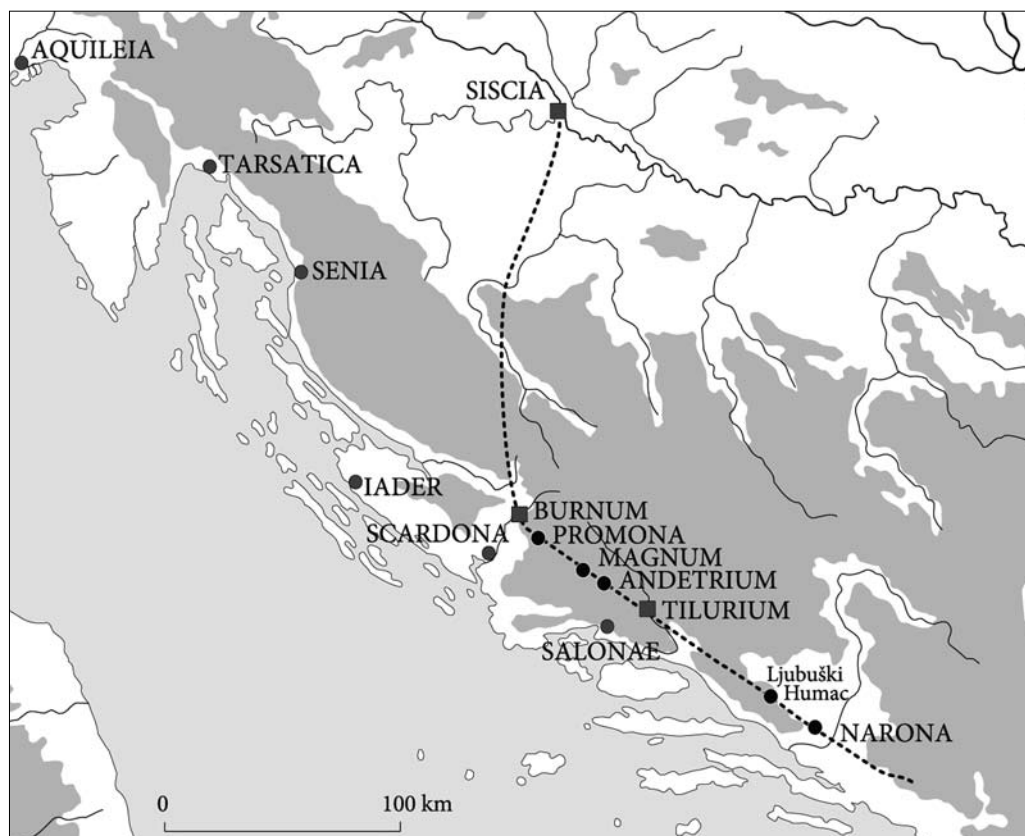 AQUILEIA
SISCIA
TARSATICA
SENIA
IADER
BURNUM
SCARDONA
PROMONA
MAGNUM
ANDETRIUM
TILURIUM
SALONAE
Ljubuški
Humac
NARONA
0
100 km